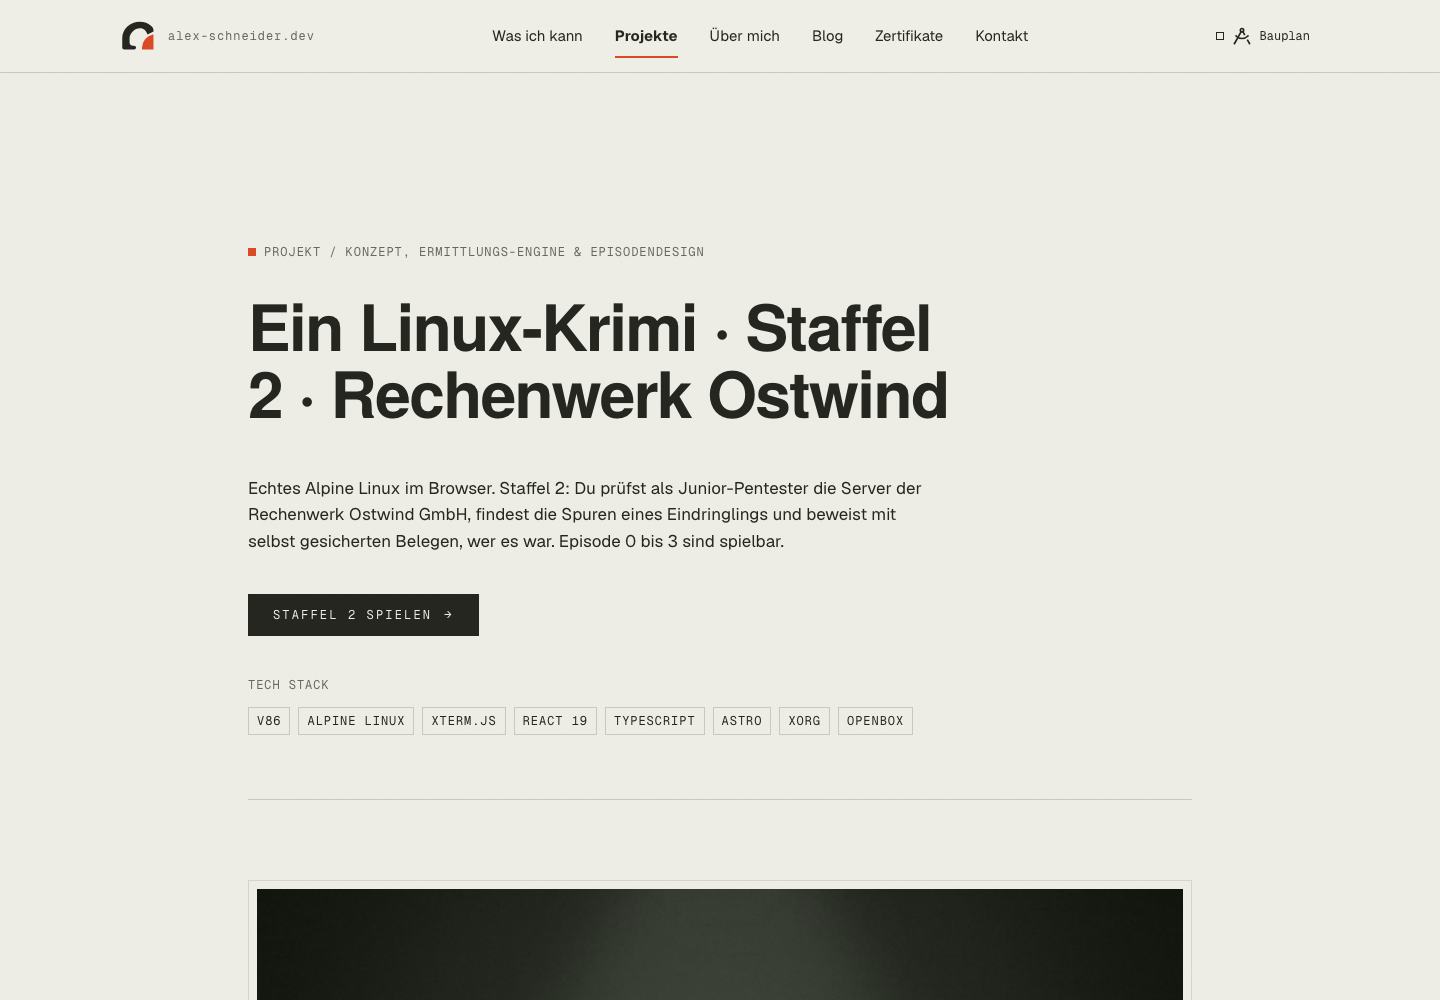 alex-schneider.dev
Was ich kann
Projekte
Über mich
Blog
Zertifikate
Kontakt
Bauplan
PROJEKT / KONZEPT, ERMITTLUNGS-ENGINE & EPISODENDESIGN
Ein Linux-Krimi · Staffel
2 · Rechenwerk Ostwind
Echtes Alpine Linux im Browser. Staffel 2: Du prüfst als Junior-Pentester die Server der
Rechenwerk Ostwind GmbH, findest die Spuren eines Eindringlings und beweist mit
selbst gesicherten Belegen, wer es war. Episode 0 bis 3 sind spielbar.
STAFFEL 2 SPIELEN →
TECH STACK
V86
ALPINE LINUX
XTERM.JS
REACT 19
TYPESCRIPT
ASTRO
XORG
OPENBOX